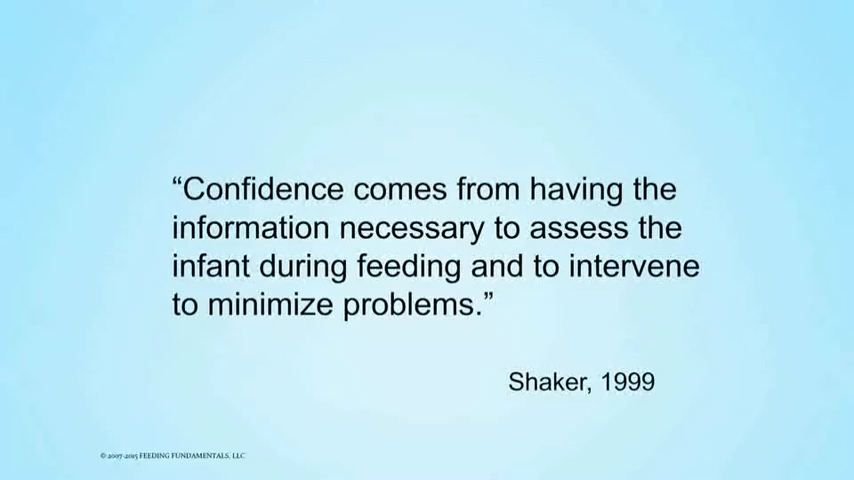 “Confidence comes from having the
information necessary to assess the
infant during feeding and to intervene
to minimize problems.”
Shaker, 1999
© 2007-2015 FEEDING FUNDAMENTALS, LLC